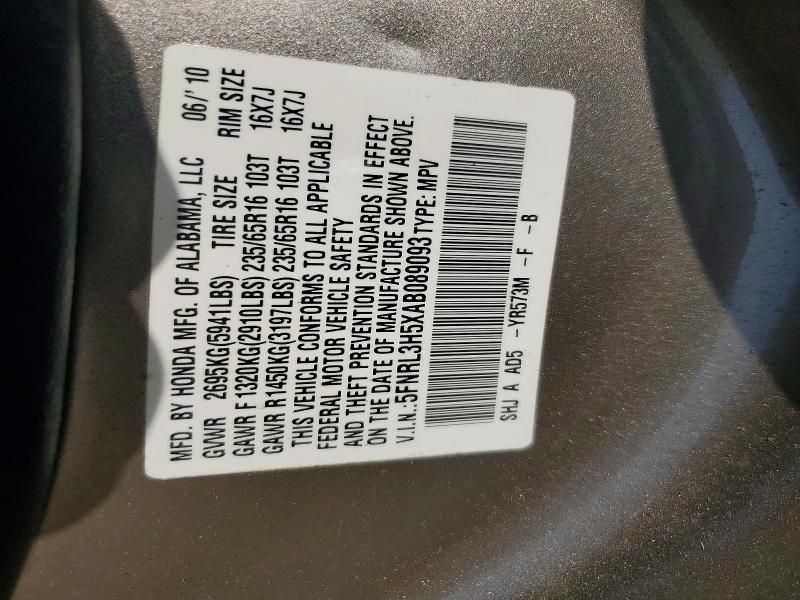 MFD. BY HONDA MFG. OF ALABAMA, LLC 06/' 10
GVWR 2695KG(5941LBS) TIRE SIZE RIM SIZE
GAWR F 1320KG(2910LBS) 235/65R16 103T 16X7J
GAWR R1450KG(3197LBS) 235/65R16 103T 16X7J
THIS VEHICLE CONFORMS TO ALL APPLICABLE
FEDERAL MOTOR VEHICLE SAFETY
AND THEFT PREVENTION STANDARDS IN EFFECT
ON THE DATE OF MANUFACTURE SHOWN ABOVE.
V.I.N.:5FNRL3H5XAB089093 TYPE: MPV
SHJ A AD5 -YR573M -F -B